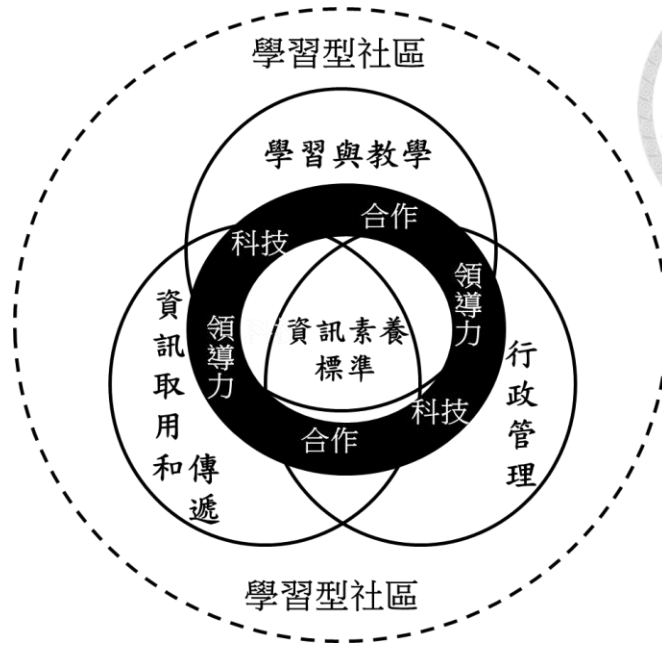 學習型社區
學習與教學
合作
科技
領導力
資訊取用和傳遞
領導力
資訊素養
標準
行政管理
科技
合作
學習型社區